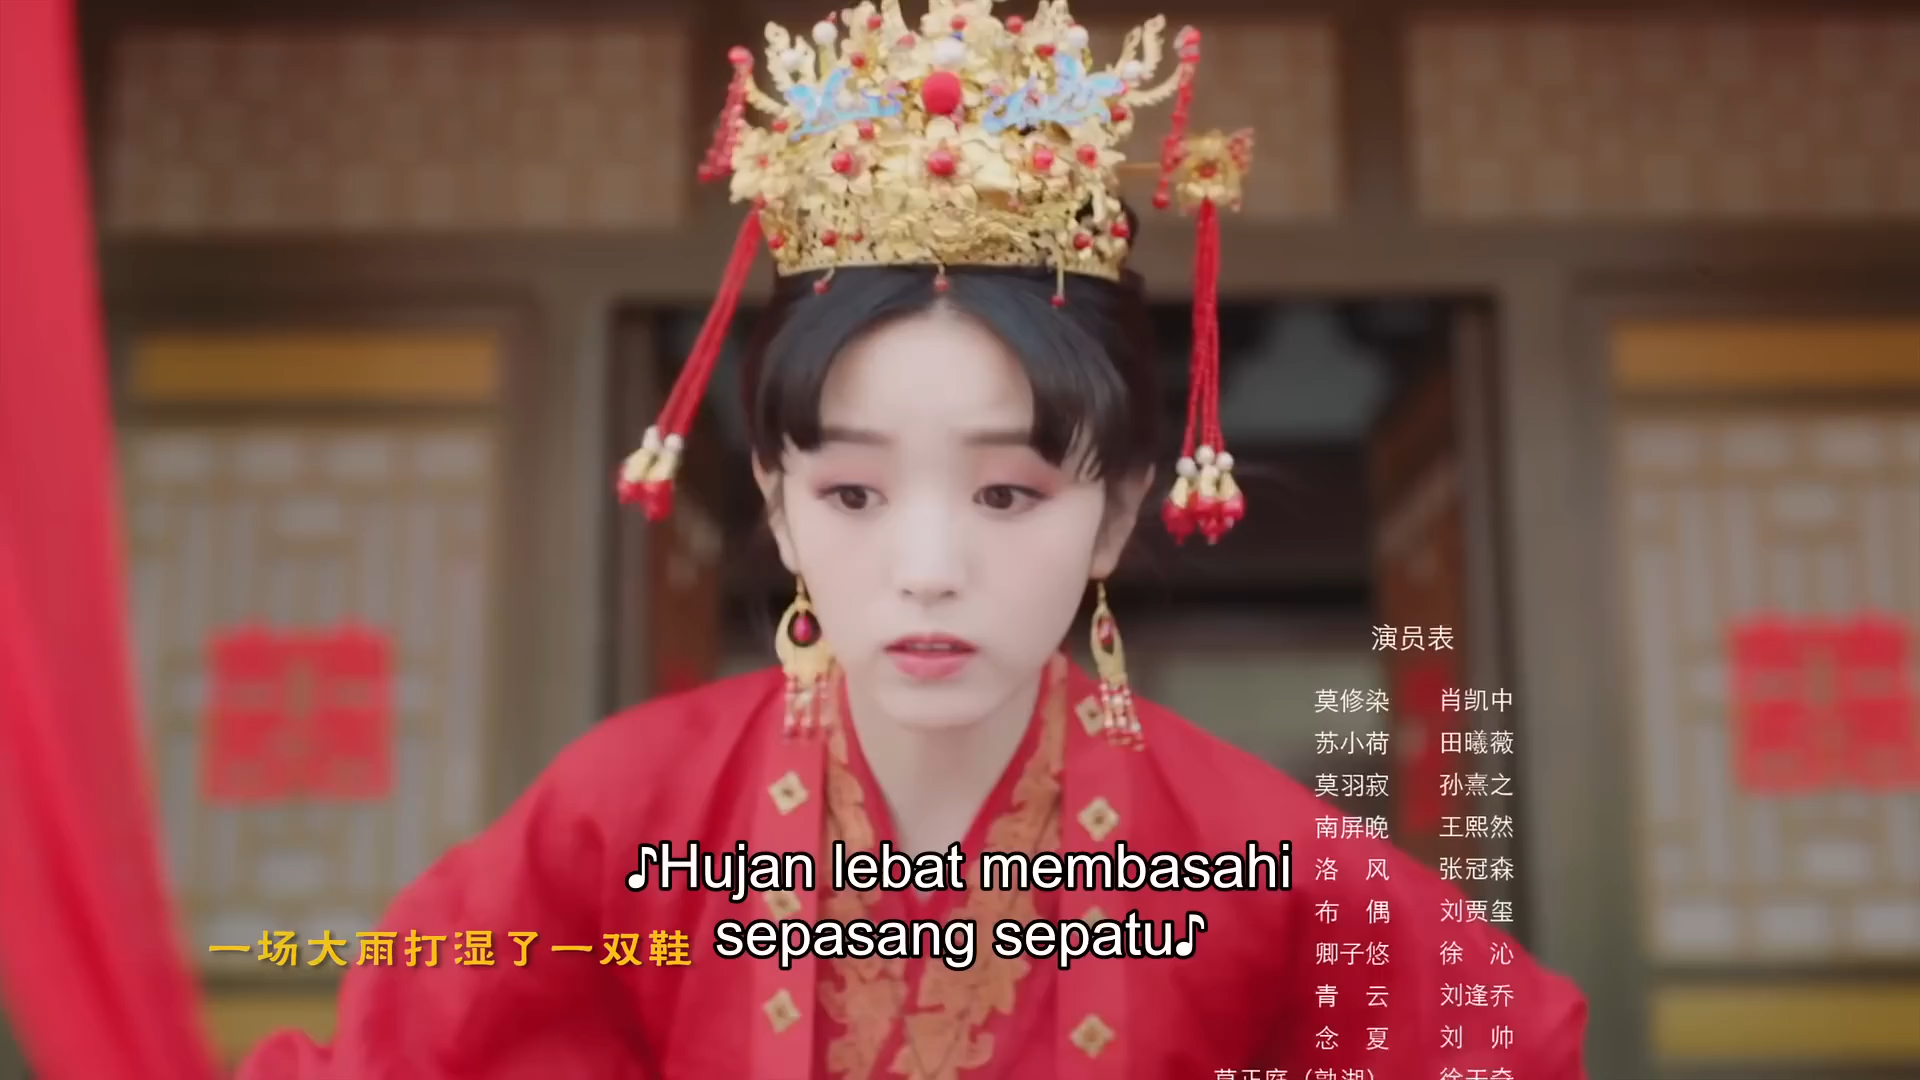 演员表
莫修染 肖凯中
苏小荷 田曦薇
莫羽寂 孙熹之
南屏晚 王熙然
洛 风 张冠森
布 偶 刘贾玺
卿子悠 徐 沁
青 云 刘逢乔
念 夏 刘 帅
♪Hujan lebat membasahi
sepasang sepatu♪
一场大雨打湿了一双鞋